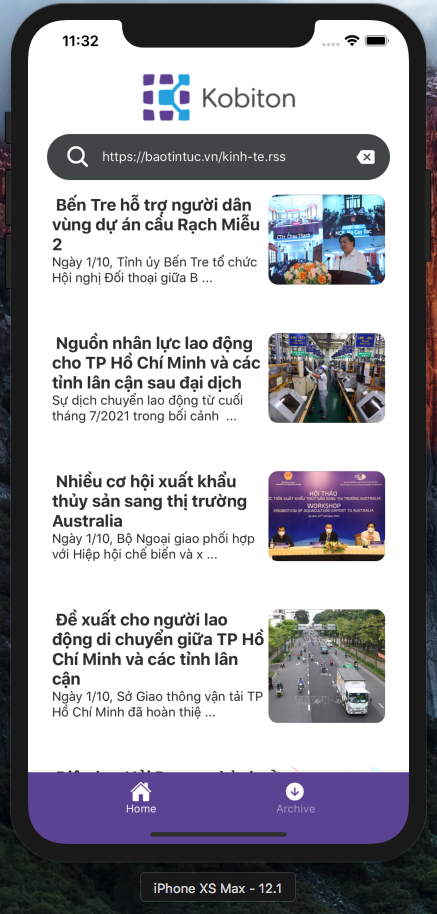 11:32
Kobiton
https://baotintuc.vn/kinh-te.rss
Bến Tre hỗ trợ người dân
vùng dự án cầu Rạch Miễu
2
Ngày 1/10, Tỉnh ủy Bến Tre tổ chức
Hội nghị Đối thoại giữa B ...
Nguồn nhân lực lao động
cho TP Hồ Chí Minh và các
tỉnh lân cận sau đại dịch
Sự dịch chuyển lao động từ cuối
tháng 7/2021 trong bối cảnh ...
Nhiều cơ hội xuất khẩu
thủy sản sang thị trường
Australia
Ngày 1/10, Bộ Ngoại giao phối hợp
với Hiệp hội chế biến và x ...
HỘI THẢO
WORKSHOP
PROMOTION OF AQUACULTURE EXPORT TO AUSTRALIA
Đề xuất cho người lao
động di chuyển giữa TP Hồ
Chí Minh và các tỉnh lân
cận
Ngày 1/10, Sở Giao thông vận tải TP
Hồ Chí Minh đã hoàn thiệ ...
Home
Archive
iPhone XS Max - 12.1